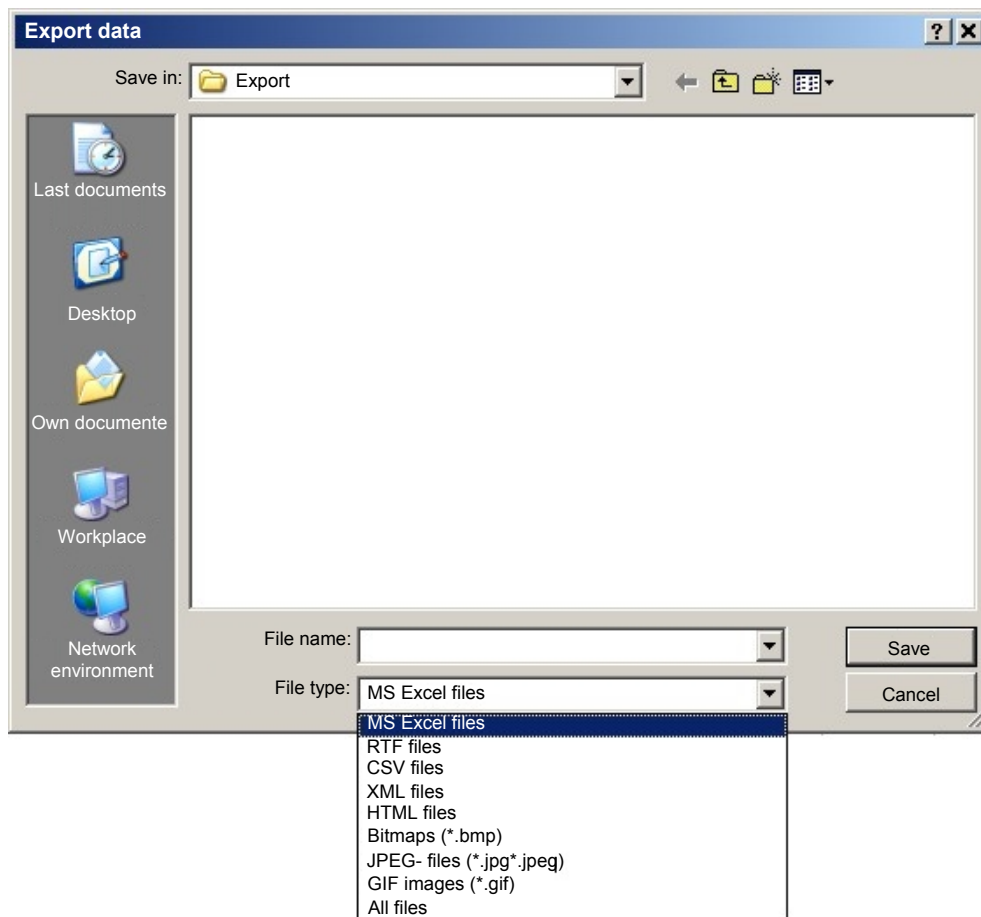 Export data
Save in: Export
Last documents
Desktop
Own documente
Workplace
Network
environment
File name:
Save
File type: MS Excel files
Cancel
MS Excel files
RTF files
CSV files
XML files
HTML files
Bitmaps (*.bmp)
JPEG- files (*.jpg*.jpeg)
GIF images (*.gif)
All files